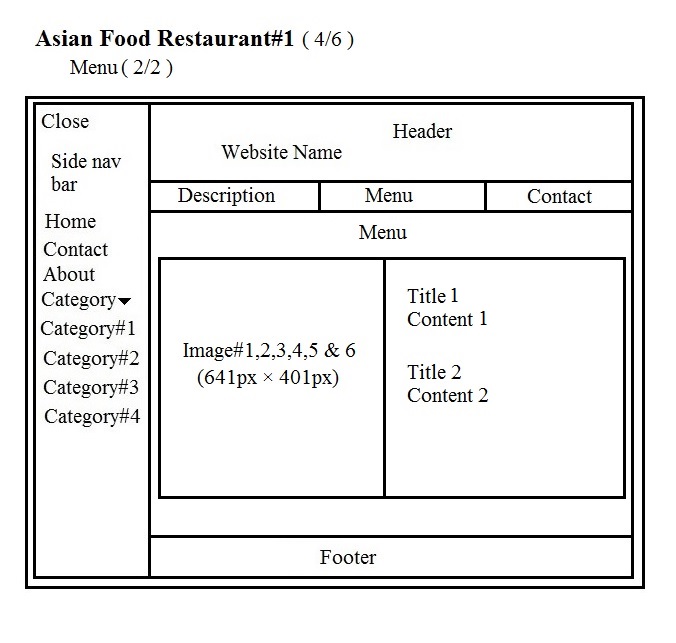 Asian Food Restaurant#1 ( 4/6 )
Menu ( 2/2 )
Close
Side nav
bar
Home
Contact
About
Category
Category#1
Category#2
Category#3
Category#4
Header
Website Name
Description
Menu
Contact
Menu
Image#1,2,3,4,5 & 6
(641px × 401px)
Title 1
Content 1
Title 2
Content 2
Footer